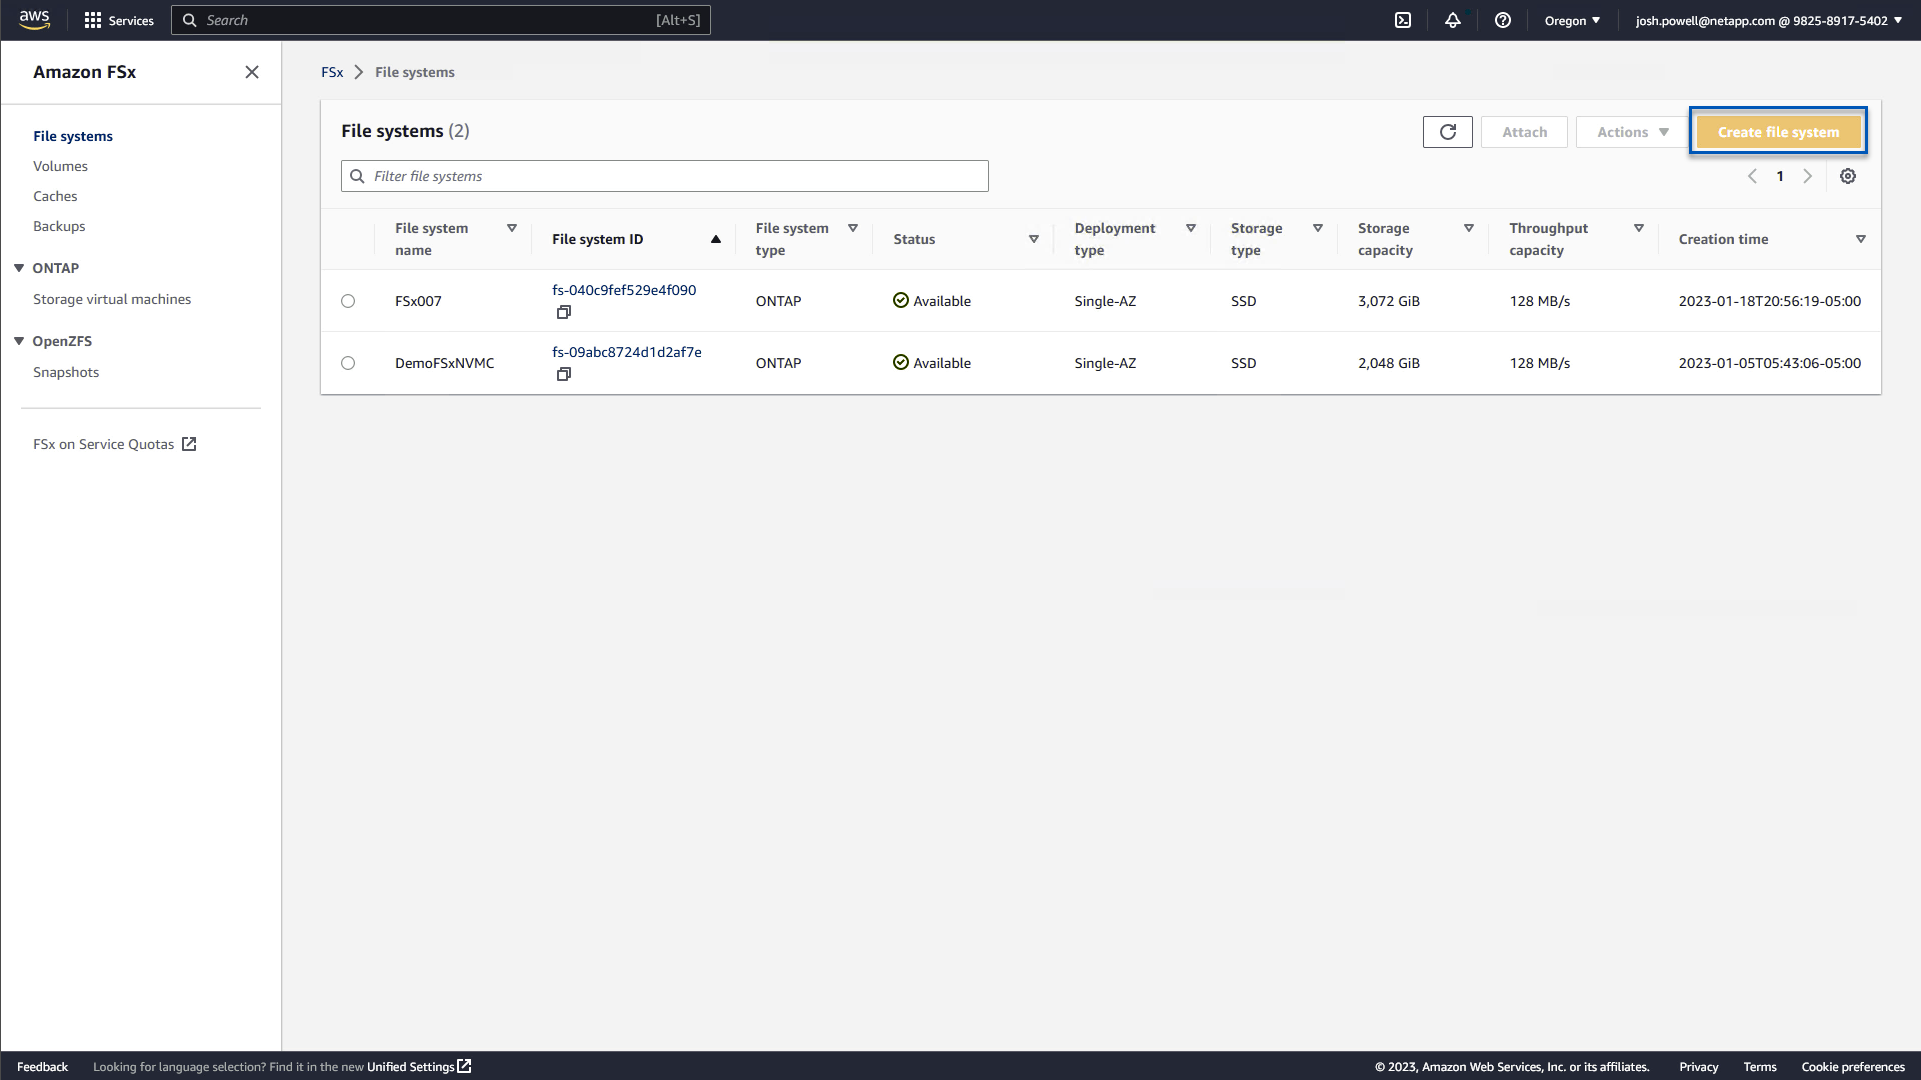 aws Services Search [Alt+S] Oregon josh.powell@netapp.com @ 9825-8917-5402
Amazon FSx
File systems
Volumes
Caches
Backups
ONTAP
Storage virtual machines
OpenZFS
Snapshots
FSx on Service Quotas
FSx File systems
File systems (2)
Attach Actions Create file system
Filter file systems
1
File system name File system ID File system type Status Deployment type Storage type Storage capacity Throughput capacity Creation time
FSx007 fs-040c9fef529e4f090 ONTAP Available Single-AZ SSD 3,072 GiB 128 MB/s 2023-01-18T20:56:19-05:00
DemoFSxNVMC fs-09abc8724d1d2af7e ONTAP Available Single-AZ SSD 2,048 GiB 128 MB/s 2023-01-05T05:43:06-05:00
Feedback Looking for language selection? Find it in the new Unified Settings © 2023, Amazon Web Services, Inc. or its affiliates. Privacy Terms Cookie preferences